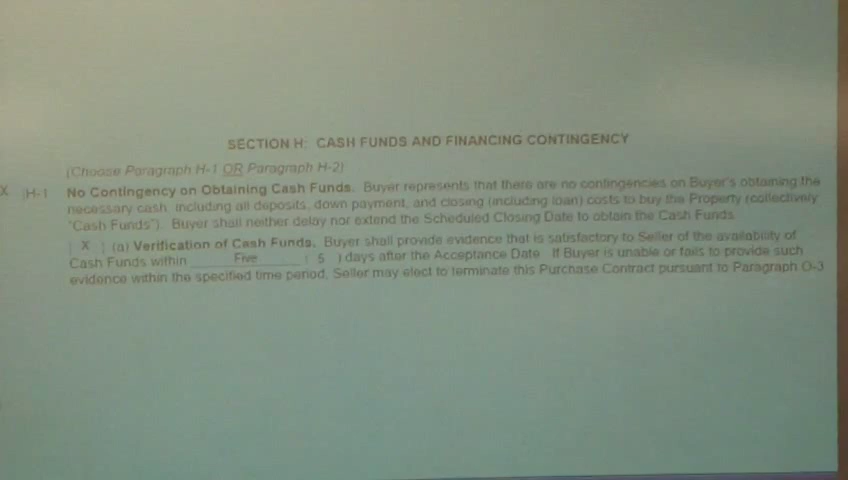 SECTION H: CASH FUNDS AND FINANCING CONTINGENCY
(Choose Paragraph H-1 OR Paragraph H-2)
X ] H-1 No Contingency on Obtaining Cash Funds. Buyer represents that there are no contingencies on Buyer's obtaining the
necessary cash, including all deposits, down payment, and closing (including loan) costs to buy the Property (collectively
"Cash Funds"). Buyer shall neither delay nor extend the Scheduled Closing Date to obtain the Cash Funds.
[ X ] (a) Verification of Cash Funds. Buyer shall provide evidence that is satisfactory to Seller of the availability of
Cash Funds within Five ( 5 ) days after the Acceptance Date. If Buyer is unable or fails to provide such
evidence within the specified time period, Seller may elect to terminate this Purchase Contract pursuant to Paragraph O-3